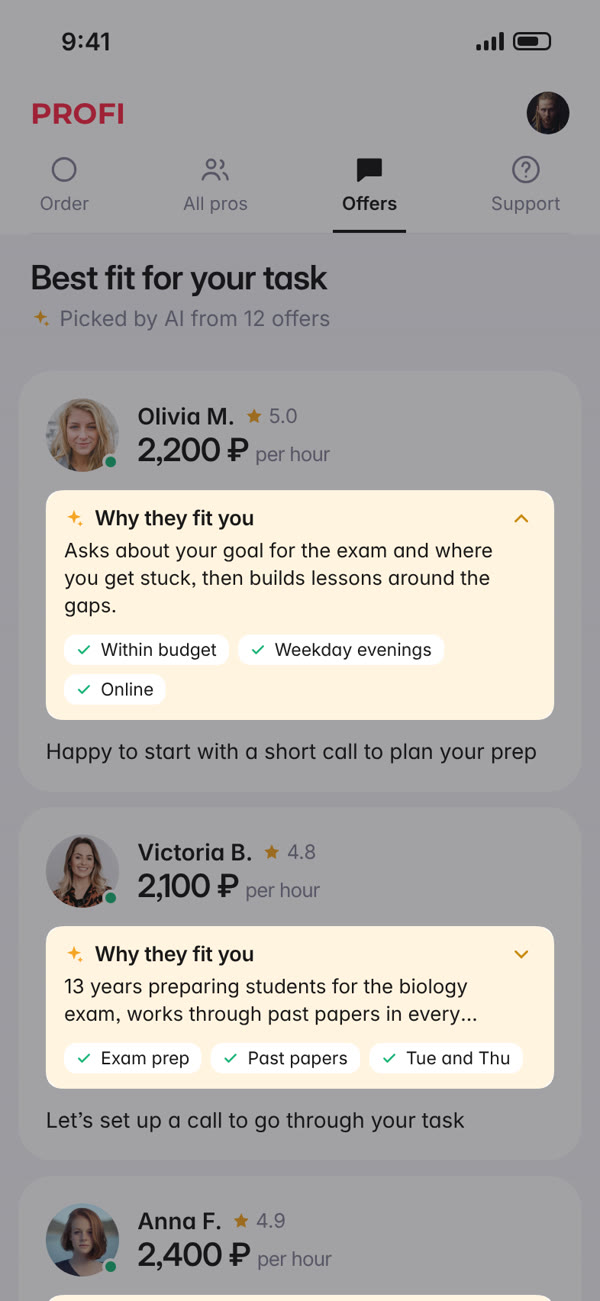 9:41
PROFI
Order
All pros
Offers
Support
Best fit for your task
Picked by AI from 12 offers
Olivia M. 5.0
2,200 ₽ per hour
Why they fit you
Asks about your goal for the exam and where
you get stuck, then builds lessons around the
gaps.
Within budget
Weekday evenings
Online
Happy to start with a short call to plan your prep
Victoria B. 4.8
2,100 ₽ per hour
Why they fit you
13 years preparing students for the biology
exam, works through past papers in every...
Exam prep
Past papers
Tue and Thu
Let’s set up a call to go through your task
Anna F. 4.9
2,400 ₽ per hour